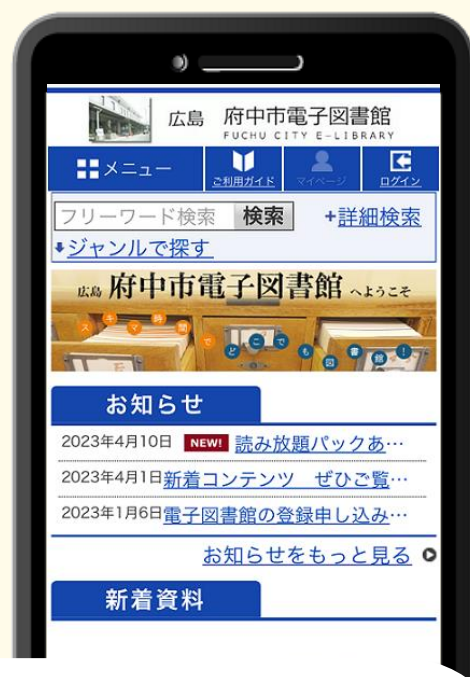 広島 府中市電子図書館
FUCHU CITY E-LIBRARY
メニュー ご利用ガイド マイページ ログイン
フリーワード検索 検索 +詳細検索
ジャンルで探す
広島 府中市電子図書館 へようこそ
スキマ時間でどこでも図書館!
お知らせ
2023年4月10日 NEW! 読み放題パックあ…
2023年4月1日新着コンテンツ ぜひご覧…
2023年1月6日電子図書館の登録申し込み…
お知らせをもっと見る
新着資料